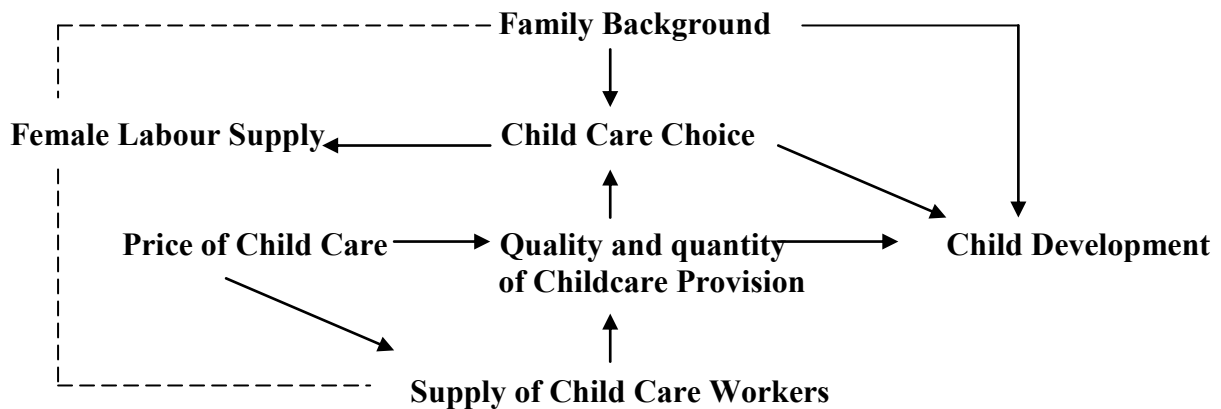 Family Background
Female Labour Supply
Child Care Choice
Price of Child Care
Quality and quantity
of Childcare Provision
Child Development
Supply of Child Care Workers